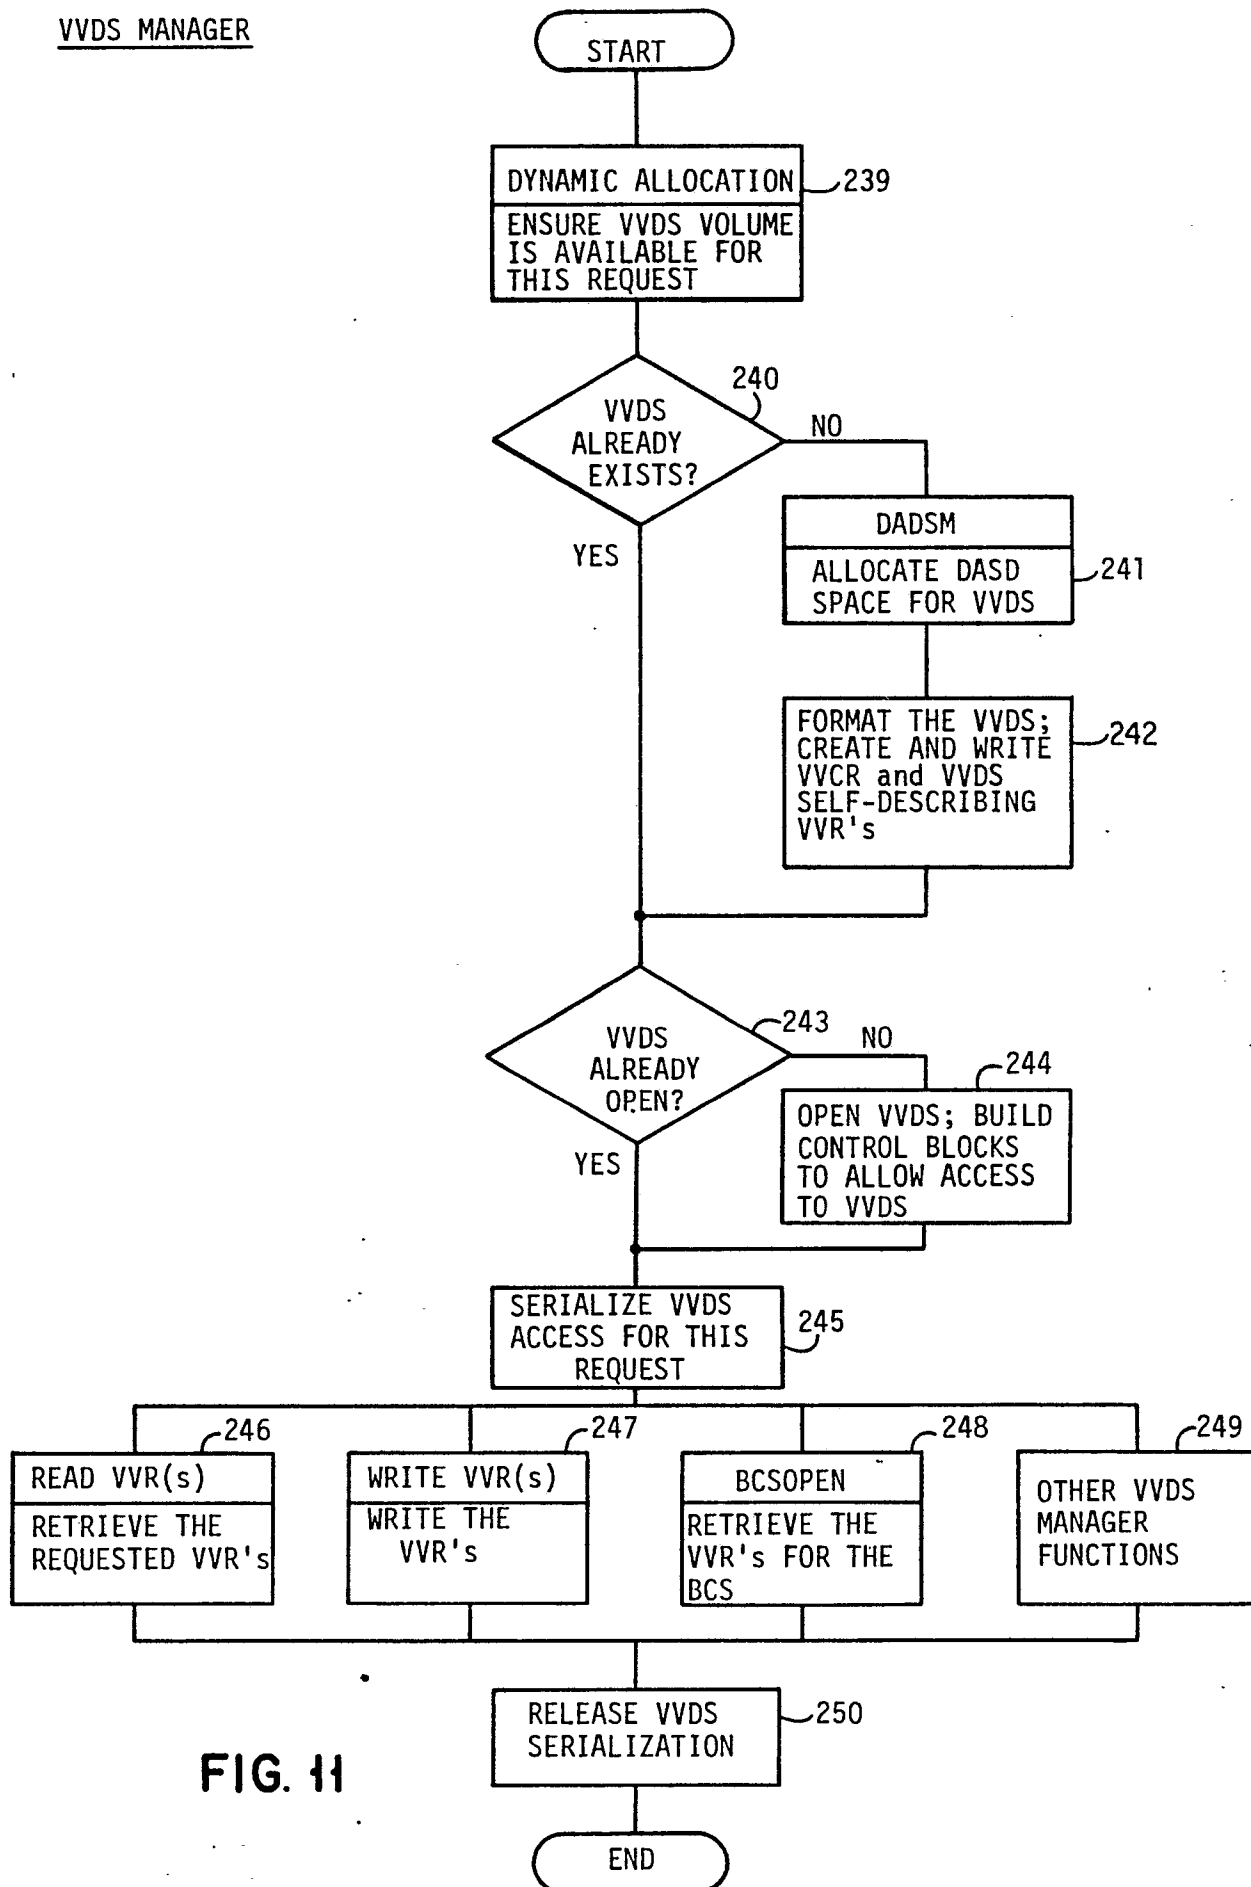 VVDS MANAGER
START
DYNAMIC ALLOCATION
239
ENSURE VVDS VOLUME
IS AVAILABLE FOR
THIS REQUEST
240
VVDS
ALREADY
EXISTS?
NO
YES
DADSM
ALLOCATE DASD
SPACE FOR VVDS
241
FORMAT THE VVDS;
CREATE AND WRITE
VVCR and VVDS
SELF-DESCRIBING
VVR's
242
243
VVDS
ALREADY
OPEN?
NO
YES
244
OPEN VVDS; BUILD
CONTROL BLOCKS
TO ALLOW ACCESS
TO VVDS
SERIALIZE VVDS
ACCESS FOR THIS
REQUEST
245
246
READ VVR(s)
RETRIEVE THE
REQUESTED VVR's
247
WRITE VVR(s)
WRITE THE
VVR's
248
BCSOPEN
RETRIEVE THE
VVR's FOR THE
BCS
249
OTHER VVDS
MANAGER
FUNCTIONS
RELEASE VVDS
SERIALIZATION
250
FIG. 11
END